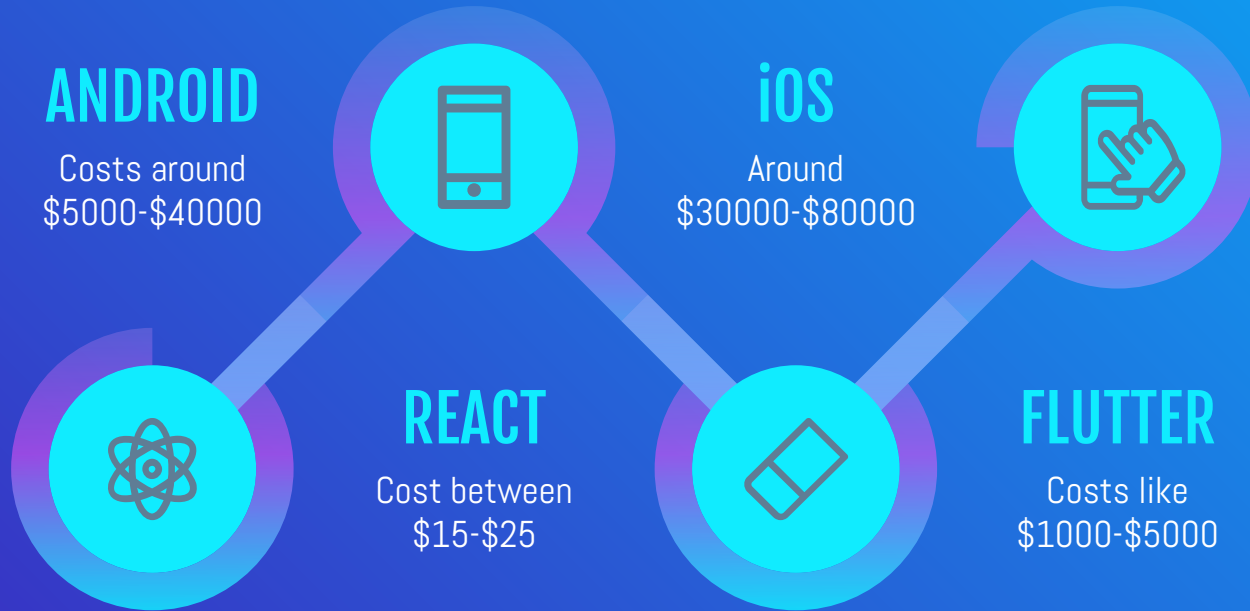 ANDROID
Costs around
$5000-$40000
iOS
Around
$30000-$80000
REACT
Cost between
$15-$25
FLUTTER
Costs like
$1000-$5000